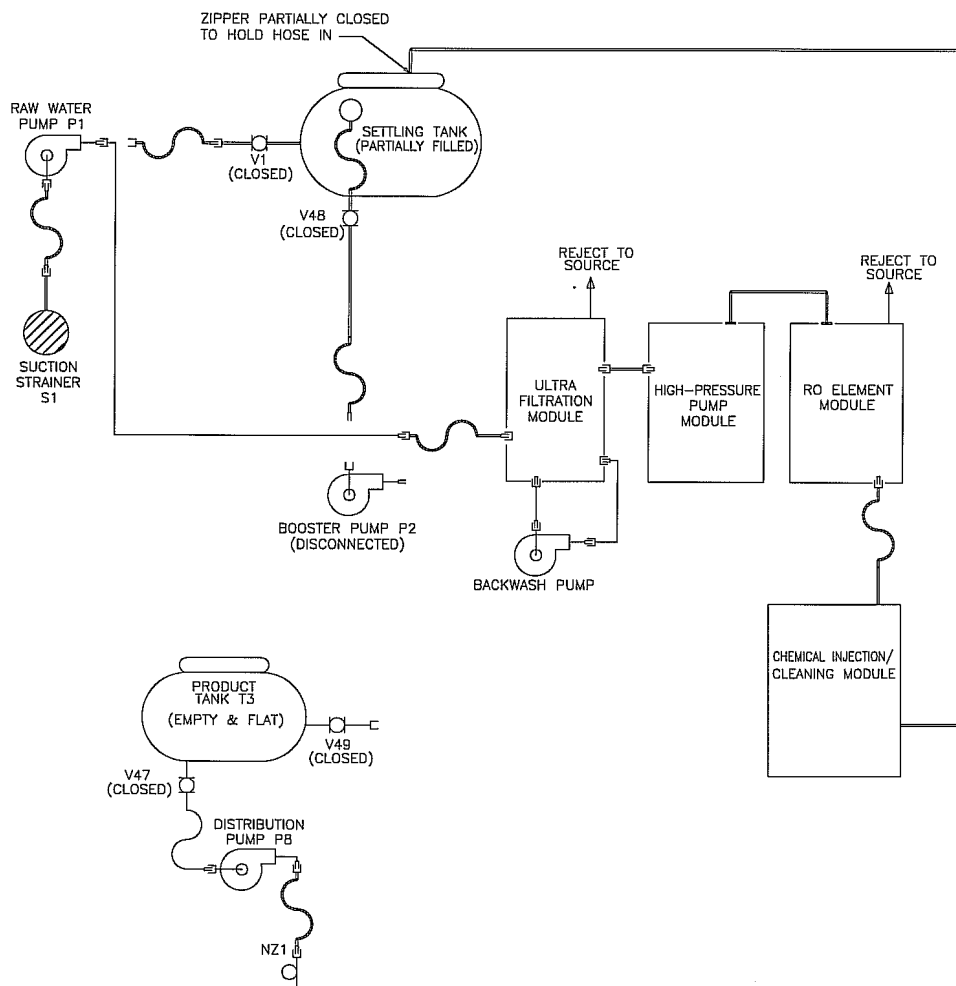 ZIPPER PARTIALLY CLOSED
TO HOLD HOSE IN
RAW WATER
PUMP P1
SETTLING TANK
(PARTIALLY FILLED)
V1
(CLOSED)
V48
(CLOSED)
SUCTION
STRAINER
S1
REJECT TO
SOURCE
REJECT TO
SOURCE
ULTRA
FILTRATION
MODULE
HIGH-PRESSURE
PUMP
MODULE
RO ELEMENT
MODULE
BOOSTER PUMP P2
(DISCONNECTED)
BACKWASH PUMP
CHEMICAL INJECTION/
CLEANING MODULE
PRODUCT
TANK T3
(EMPTY & FLAT)
V49
(CLOSED)
V47
(CLOSED)
DISTRIBUTION
PUMP P8
NZ1